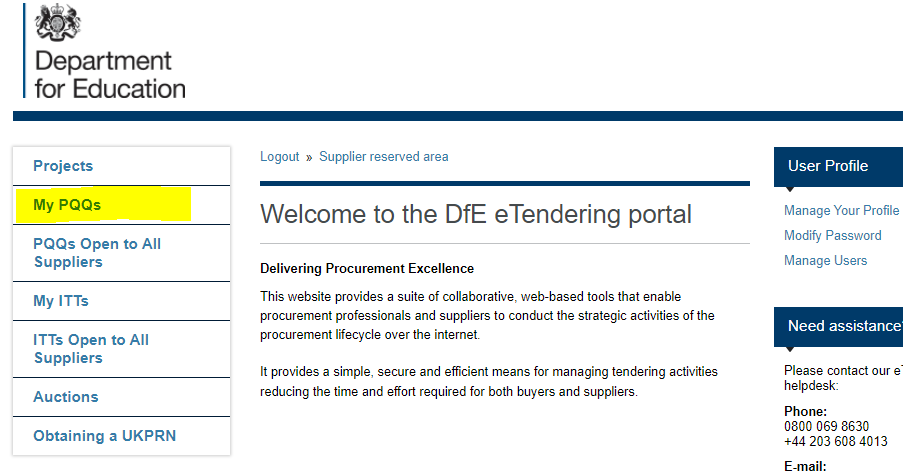 Department
for Education
Projects
My PQQs
PQQs Open to All
Suppliers
My ITTs
ITTs Open to All
Suppliers
Auctions
Obtaining a UKPRN
Logout » Supplier reserved area
Welcome to the DfE eTendering portal
Delivering Procurement Excellence
This website provides a suite of collaborative, web-based tools that enable
procurement professionals and suppliers to conduct the strategic activities of the
procurement lifecycle over the internet.
It provides a simple, secure and efficient means for managing tendering activities
reducing the time and effort required for both buyers and suppliers.
User Profile
Manage Your Profile
Modify Password
Manage Users
Need assistance?
Please contact our eT
helpdesk:
Phone:
0800 069 8630
+44 203 608 4013
E-mail: